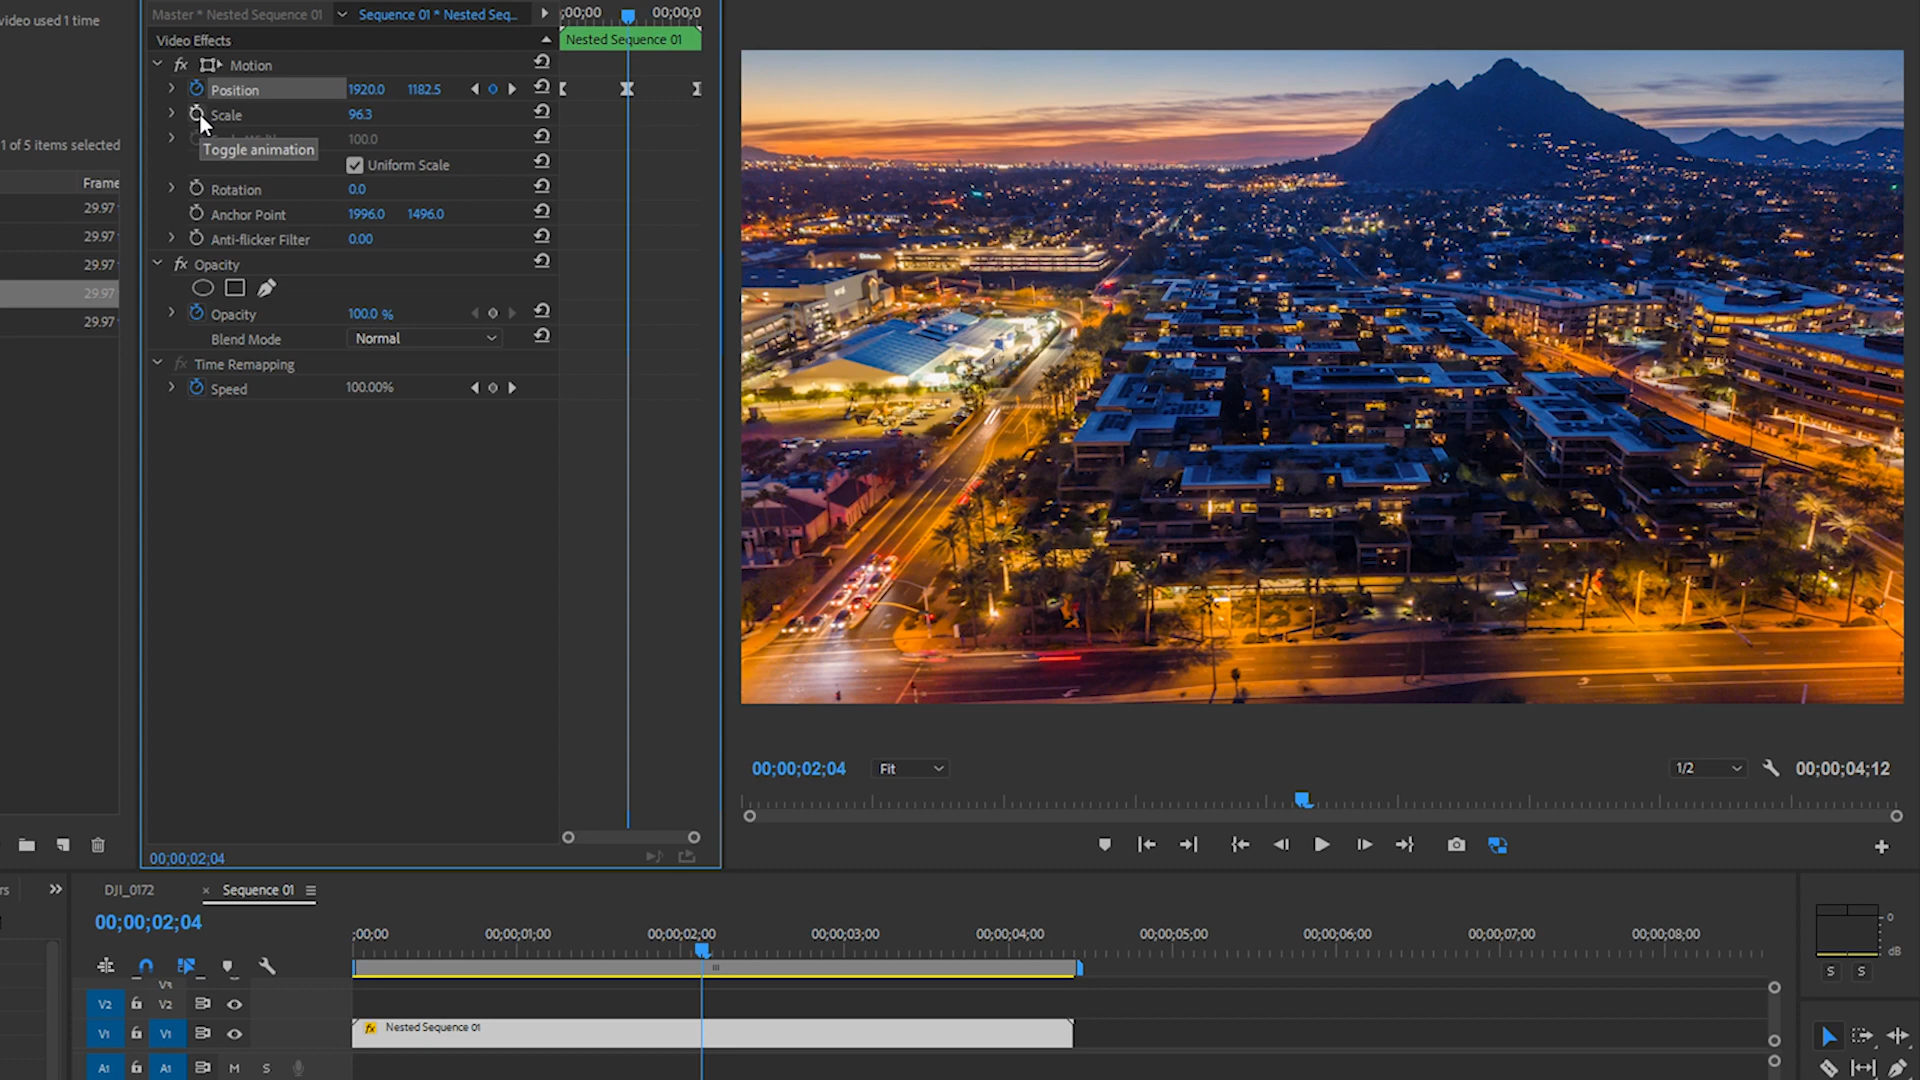 video used 1 time
1 of 5 items selected
Frame
29.97
29.97
29.97
29.97
29.97
Master * Nested Sequence 01
Sequence 01 * Nested Seq...
;00;00
00;00;0
Video Effects
Nested Sequence 01
fx Motion
Position 1920.0 1182.5
Scale 96.3
100.0
Toggle animation
Uniform Scale
Rotation 0.0
Anchor Point 1996.0 1496.0
Anti-flicker Filter 0.00
fx Opacity
Opacity 100.0 %
Blend Mode Normal
fx Time Remapping
Speed 100.00%
00;00;02;04
00;00;02;04
Fit
1/2
00;00;04;12
DJI_0172
× Sequence 01
00;00;02;04
;00;00
00;00;01;00
00;00;02;00
00;00;03;00
00;00;04;00
00;00;05;00
00;00;06;00
00;00;07;00
00;00;08;00
V3
V2 V2
V1 V1
fx Nested Sequence 01
A1 A1 M S
0
dB
S S